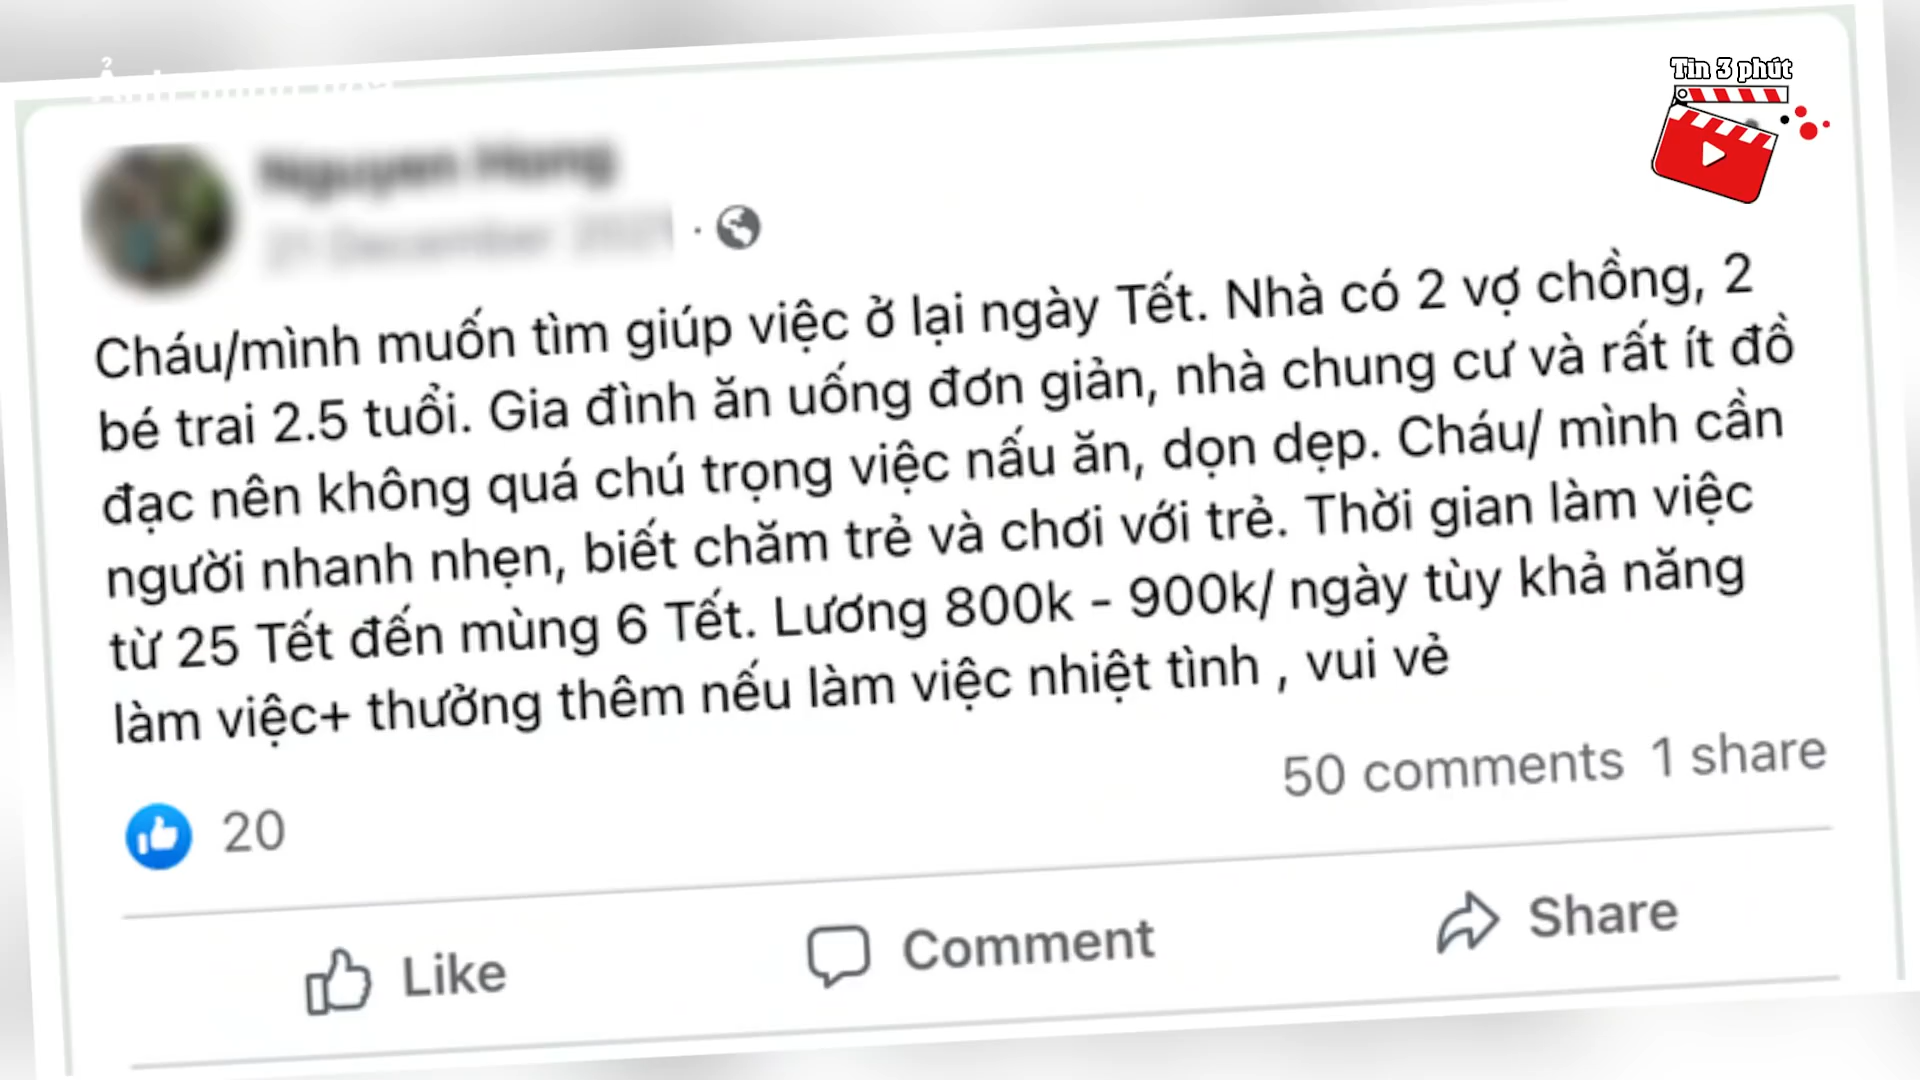 Tin 3 phút
Cháu/mình muốn tìm giúp việc ở lại ngày Tết. Nhà có 2 vợ chồng, 2
bé trai 2.5 tuổi. Gia đình ăn uống đơn giản, nhà chung cư và rất ít đồ
đạc nên không quá chú trọng việc nấu ăn, dọn dẹp. Cháu/ mình cần
người nhanh nhẹn, biết chăm trẻ và chơi với trẻ. Thời gian làm việc
từ 25 Tết đến mùng 6 Tết. Lương 800k - 900k/ ngày tùy khả năng
làm việc+ thưởng thêm nếu làm việc nhiệt tình , vui vẻ
50 comments 1 share
20
Like Comment Share